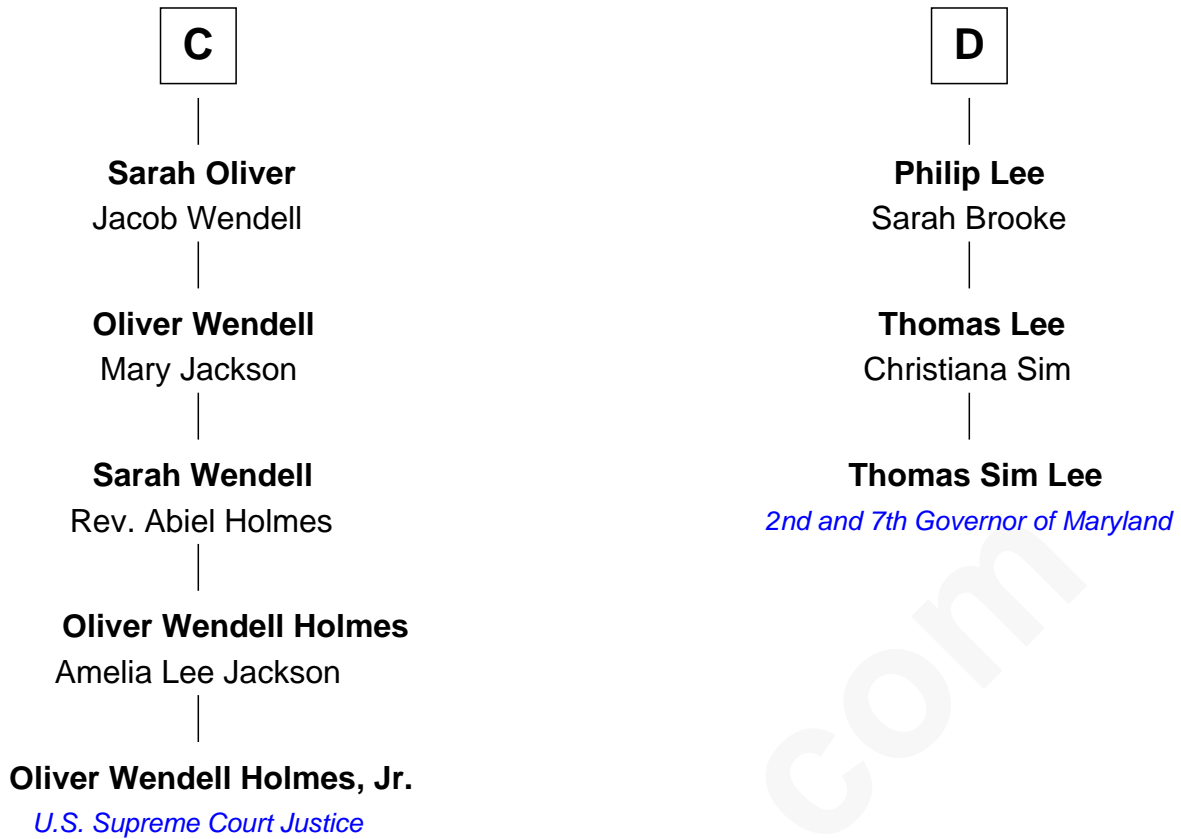 C
Sarah Oliver
Jacob Wendell
Oliver Wendell
Mary Jackson
Sarah Wendell
Rev. Abiel Holmes
Oliver Wendell Holmes
Amelia Lee Jackson
Oliver Wendell Holmes, Jr.
U.S. Supreme Court Justice
D
Philip Lee
Sarah Brooke
Thomas Lee
Christiana Sim
Thomas Sim Lee
2nd and 7th Governor of Maryland
com